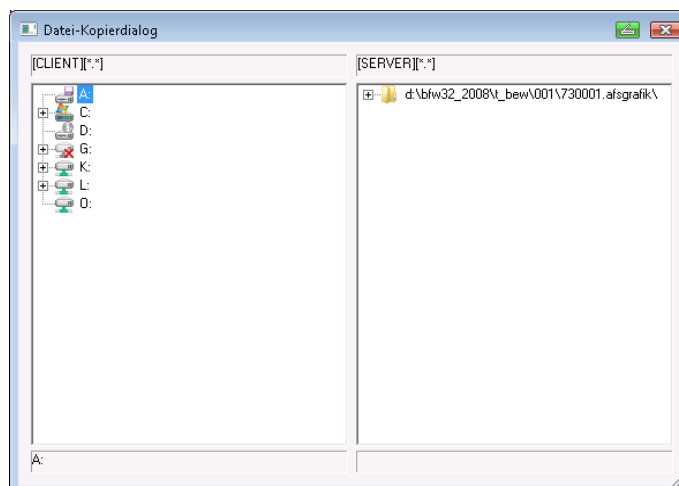 Datei-Kopierdialog
[CLIENT][*.*]
[SERVER][*.*]
A:
C:
D:
G:
K:
L:
O:
d:\bfw32_2008\t_bew\001\730001.afsgrafik\
A: